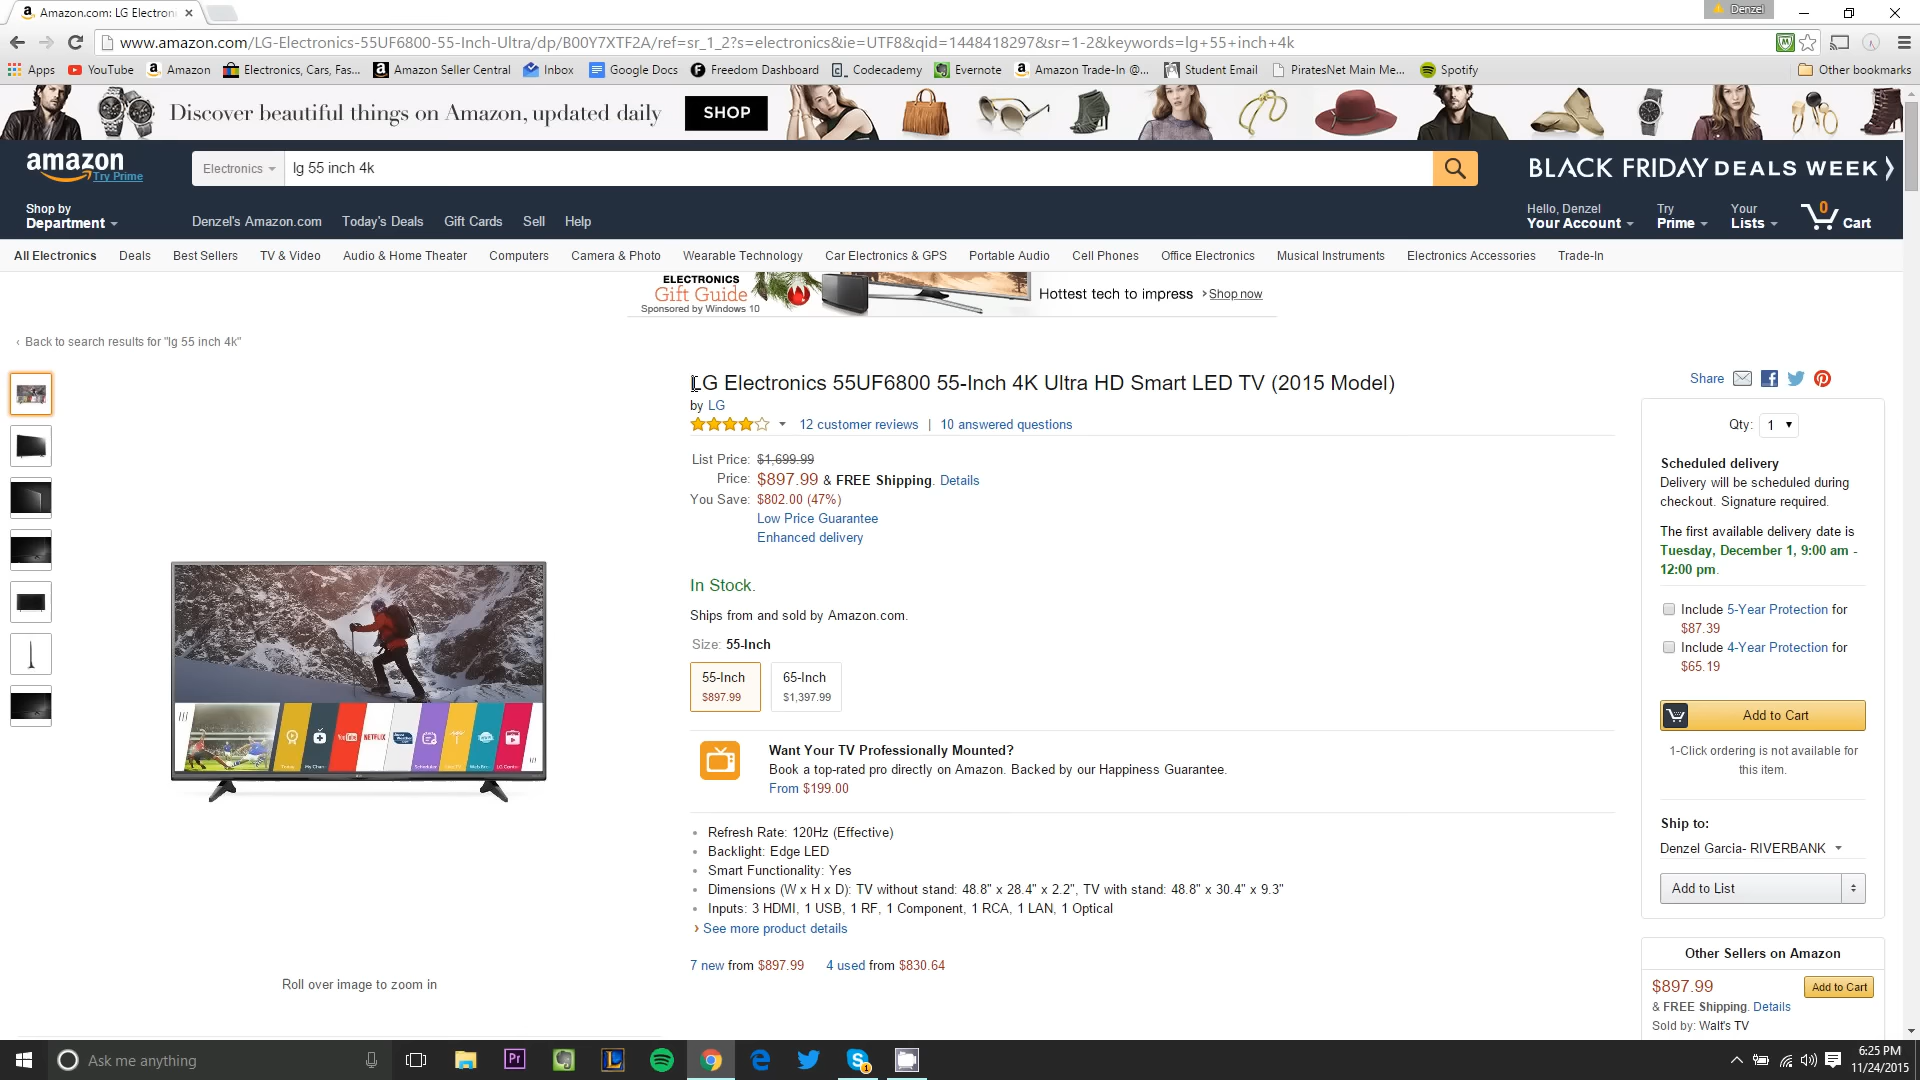 Amazon.com: LG Electron
Denzel
www.amazon.com/LG-Electronics-55UF6800-55-Inch-Ultra/dp/B00Y7XTF2A/ref=sr_1_2?s=electronics&ie=UTF8&qid=1448418297&sr=1-2&keywords=lg+55+inch+4k
Apps YouTube Amazon Electronics, Cars, Fas... Amazon Seller Central Inbox Google Docs Freedom Dashboard Codecademy Evernote Amazon Trade-In @... Student Email PiratesNet Main Me... Spotify Other bookmarks
Discover beautiful things on Amazon, updated daily SHOP
amazon
Try Prime
Electronics lg 55 inch 4k
BLACK FRIDAY DEALS WEEK
Shop by
Department
Denzel's Amazon.com Today's Deals Gift Cards Sell Help
Hello, Denzel
Your Account
Try
Prime
Your
Lists
0
Cart
All Electronics Deals Best Sellers TV & Video Audio & Home Theater Computers Camera & Photo Wearable Technology Car Electronics & GPS Portable Audio Cell Phones Office Electronics Musical Instruments Electronics Accessories Trade-In
ELECTRONICS
Gift Guide
Sponsored by Windows 10
Hottest tech to impress › Shop now
‹ Back to search results for "lg 55 inch 4k"
LG Electronics 55UF6800 55-Inch 4K Ultra HD Smart LED TV (2015 Model)
by LG
12 customer reviews | 10 answered questions
List Price: $1,699.99
Price: $897.99 & FREE Shipping. Details
You Save: $802.00 (47%)
Low Price Guarantee
Enhanced delivery
In Stock.
Ships from and sold by Amazon.com.
Size: 55-Inch
55-Inch
$897.99
65-Inch
$1,397.99
Want Your TV Professionally Mounted?
Book a top-rated pro directly on Amazon. Backed by our Happiness Guarantee.
From $199.00
• Refresh Rate: 120Hz (Effective)
• Backlight: Edge LED
• Smart Functionality: Yes
• Dimensions (W x H x D): TV without stand: 48.8" x 28.4" x 2.2", TV with stand: 48.8" x 30.4" x 9.3"
• Inputs: 3 HDMI, 1 USB, 1 RF, 1 Component, 1 RCA, 1 LAN, 1 Optical
› See more product details
7 new from $897.99 4 used from $830.64
YouTube
NETFLIX
Scheduler
Roll over image to zoom in
Share
Qty: 1
Scheduled delivery
Delivery will be scheduled during
checkout. Signature required.
The first available delivery date is
Tuesday, December 1, 9:00 am -
12:00 pm.
Include 5-Year Protection for
$87.39
Include 4-Year Protection for
$65.19
Add to Cart
1-Click ordering is not available for
this item.
Ship to:
Denzel Garcia- RIVERBANK
Add to List
Other Sellers on Amazon
$897.99 Add to Cart
& FREE Shipping. Details
Sold by: Walt's TV
Ask me anything
Pr
1
6:25 PM
11/24/2015